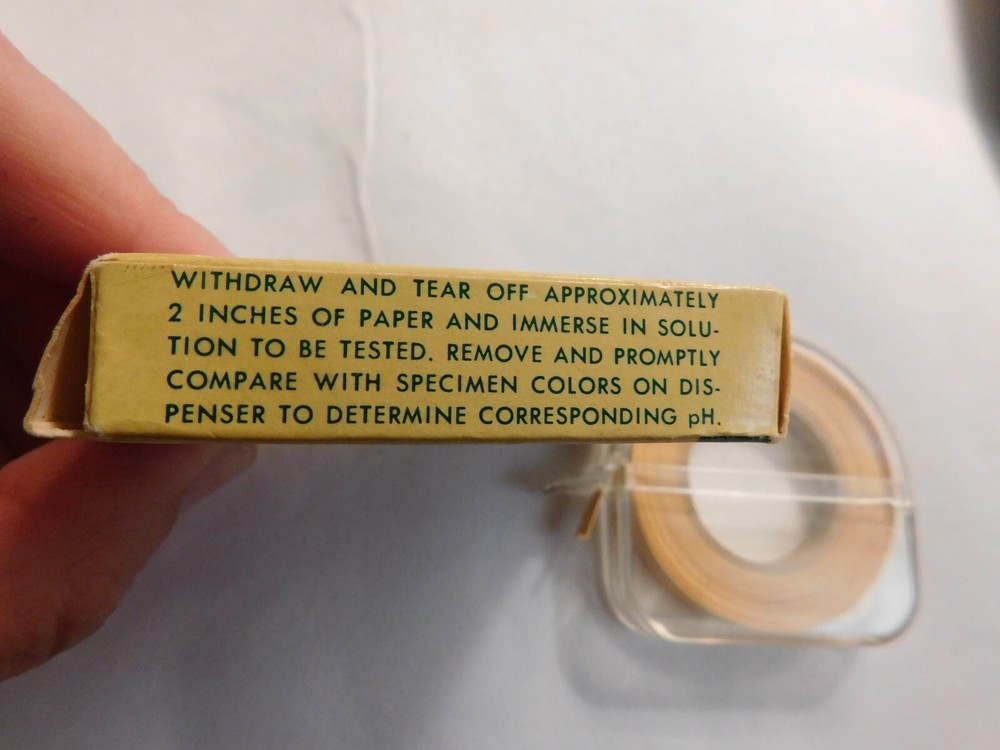 WITHDRAW AND TEAR OFF APPROXIMATELY
2 INCHES OF PAPER AND IMMERSE IN SOLU-
TION TO BE TESTED. REMOVE AND PROMPTLY
COMPARE WITH SPECIMEN COLORS ON DIS-
PENSER TO DETERMINE CORRESPONDING pH.